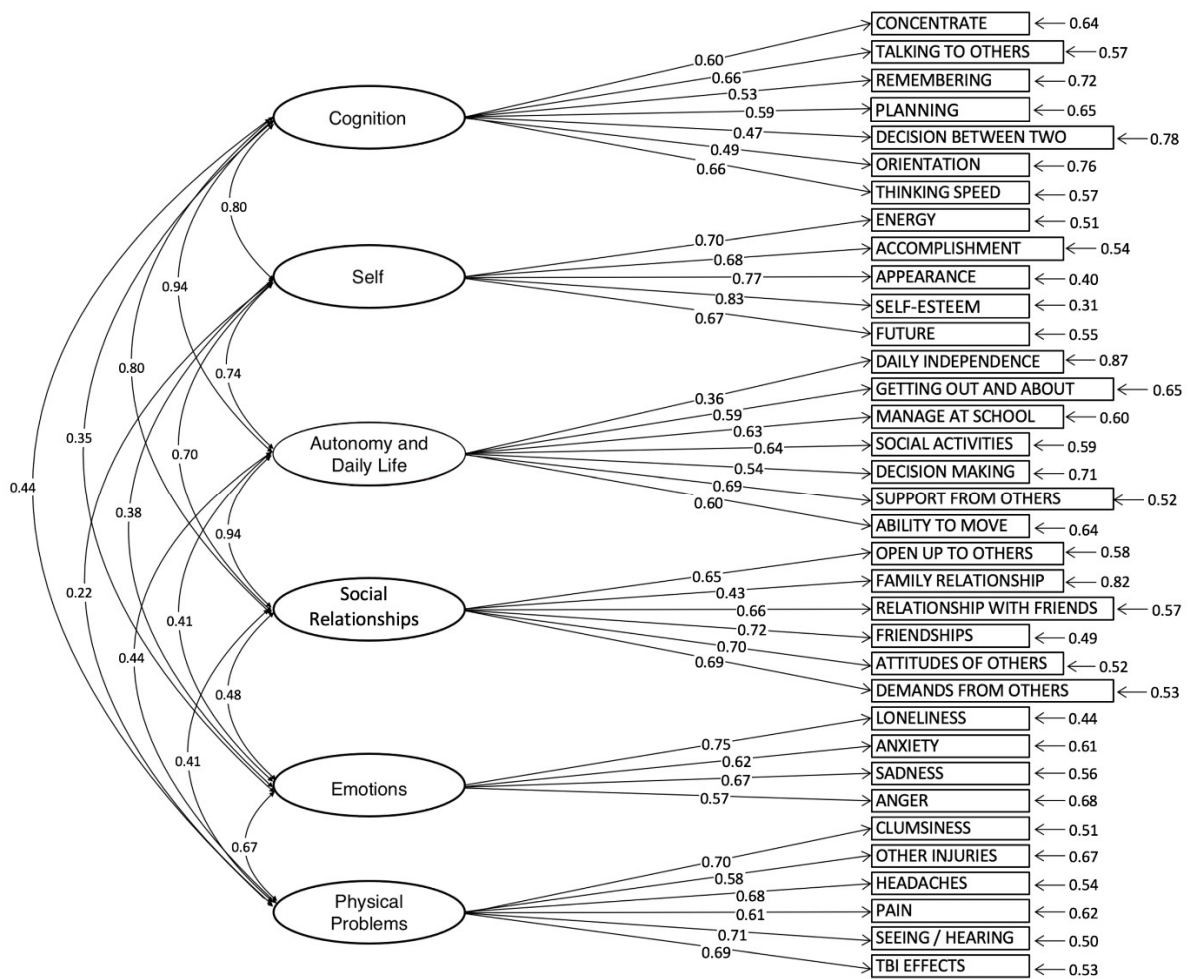 CONCENTRATE 0.64
0.60
TALKING TO OTHERS 0.57
0.66
REMEMBERING 0.72
0.53
Cognition
0.59
PLANNING 0.65
0.47
DECISION BETWEEN TWO 0.78
0.49
ORIENTATION 0.76
0.66
THINKING SPEED 0.57
0.80
ENERGY 0.51
0.70
ACCOMPLISHMENT 0.54
0.68
Self
0.77
APPEARANCE 0.40
0.94
0.83
SELF-ESTEEM 0.31
0.67
FUTURE 0.55
0.80
0.74
DAILY INDEPENDENCE 0.87
0.36
GETTING OUT AND ABOUT 0.65
0.59
MANAGE AT SCHOOL 0.60
0.63
0.35
Autonomy and
Daily Life
0.64
SOCIAL ACTIVITIES 0.59
0.70
0.54
DECISION MAKING 0.71
0.44
0.69
SUPPORT FROM OTHERS 0.52
0.60
0.38
ABILITY TO MOVE 0.64
0.94
OPEN UP TO OTHERS 0.58
0.65
FAMILY RELATIONSHIP 0.82
0.43
0.22
Social
Relationships
0.66
RELATIONSHIP WITH FRIENDS 0.57
0.72
FRIENDSHIPS 0.49
0.41
0.70
ATTITUDES OF OTHERS 0.52
0.44
0.69
DEMANDS FROM OTHERS 0.53
0.48
LONELINESS 0.44
0.75
ANXIETY 0.61
0.62
0.41
SADNESS 0.56
0.67
Emotions
0.57
ANGER 0.68
CLUMSINESS 0.51
0.67
0.70
OTHER INJURIES 0.67
0.58
HEADACHES 0.54
0.68
Physical
Problems
0.61
PAIN 0.62
0.71
SEEING / HEARING 0.50
0.69
TBI EFFECTS 0.53